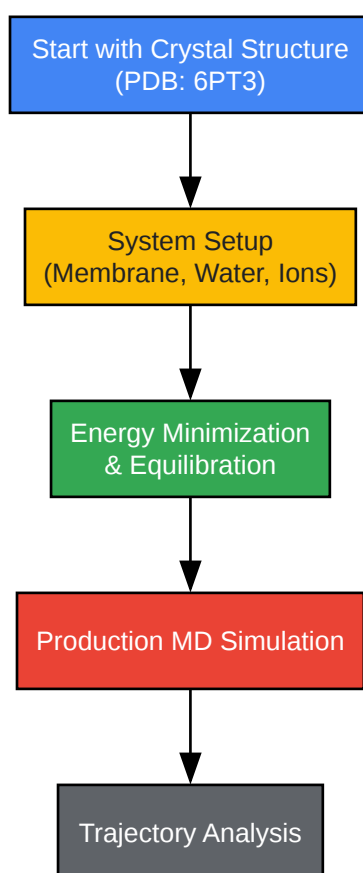 Start with Crystal Structure
(PDB: 6PT3)
System Setup
(Membrane, Water, Ions)
Energy Minimization
& Equilibration
Production MD Simulation
Trajectory Analysis